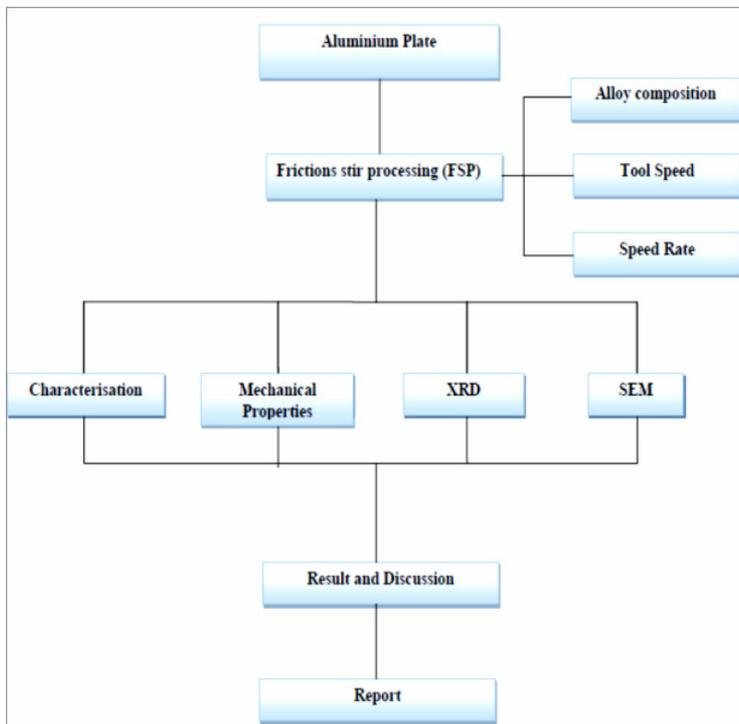 Aluminium Plate
Alloy composition
Frictions stir processing (FSP)
Tool Speed
Speed Rate
Characterisation
Mechanical
Properties
XRD
SEM
Result and Discussion
Report